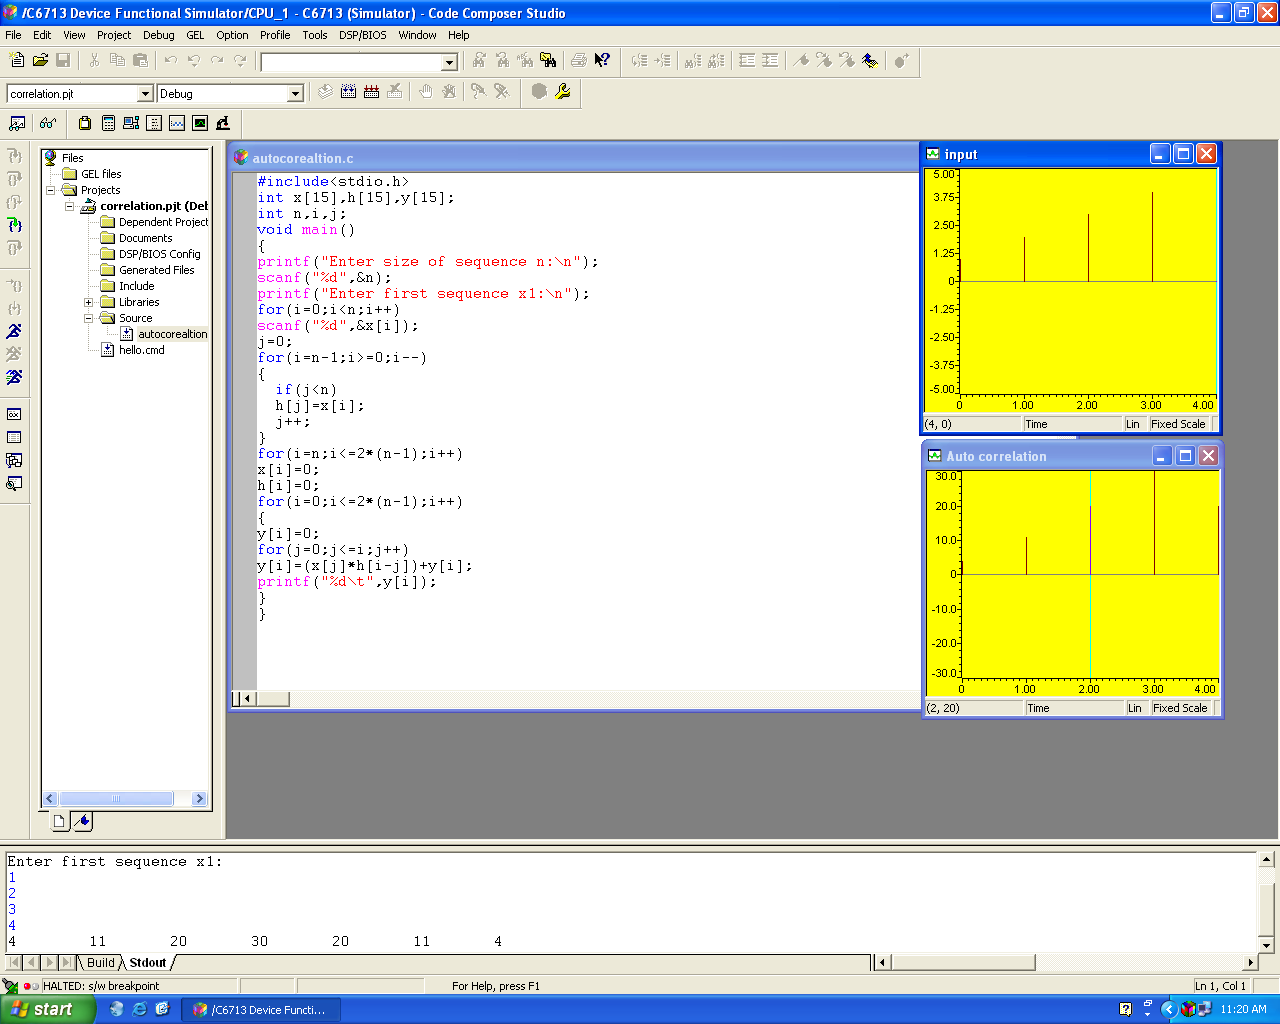 /C6713 Device Functional Simulator/CPU_1 - C6713 (Simulator) - Code Composer Studio
File Edit View Project Debug GEL Option Profile Tools DSP/BIOS Window Help
correlation.pjt Debug
Files
GEL files
Projects
correlation.pjt (Deb
Dependent Project
Documents
DSP/BIOS Config
Generated Files
Include
Libraries
Source
autocorealtion
hello.cmd
autocorealtion.c
#include<stdio.h>
int x[15],h[15],y[15];
int n,i,j;
void main()
{
printf("Enter size of sequence n:\n");
scanf("%d",&n);
printf("Enter first sequence x1:\n");
for(i=0;i<n;i++)
scanf("%d",&x[i]);
j=0;
for(i=n-1;i>=0;i--)
{
if(j<n)
h[j]=x[i];
j++;
}
for(i=n;i<=2*(n-1);i++)
x[i]=0;
h[i]=0;
for(i=0;i<=2*(n-1);i++)
{
y[i]=0;
for(j=0;j<=i;j++)
y[i]=(x[j]*h[i-j])+y[i];
printf("%d\t",y[i]);
}
}
input
5.00
3.75
2.50
1.25
0
-1.25
-2.50
-3.75
-5.00
0 1.00 2.00 3.00 4.00
(4, 0) Time Lin Fixed Scale
Auto correlation
30.0
20.0
10.0
0
-10.0
-20.0
-30.0
0 1.00 2.00 3.00 4.00
(2, 20) Time Lin Fixed Scale
Enter first sequence x1:
1
2
3
4
4 11 20 30 20 11 4
Build Stdout
HALTED: s/w breakpoint For Help, press F1 Ln 1, Col 1
start /C6713 Device Functi... 11:20 AM